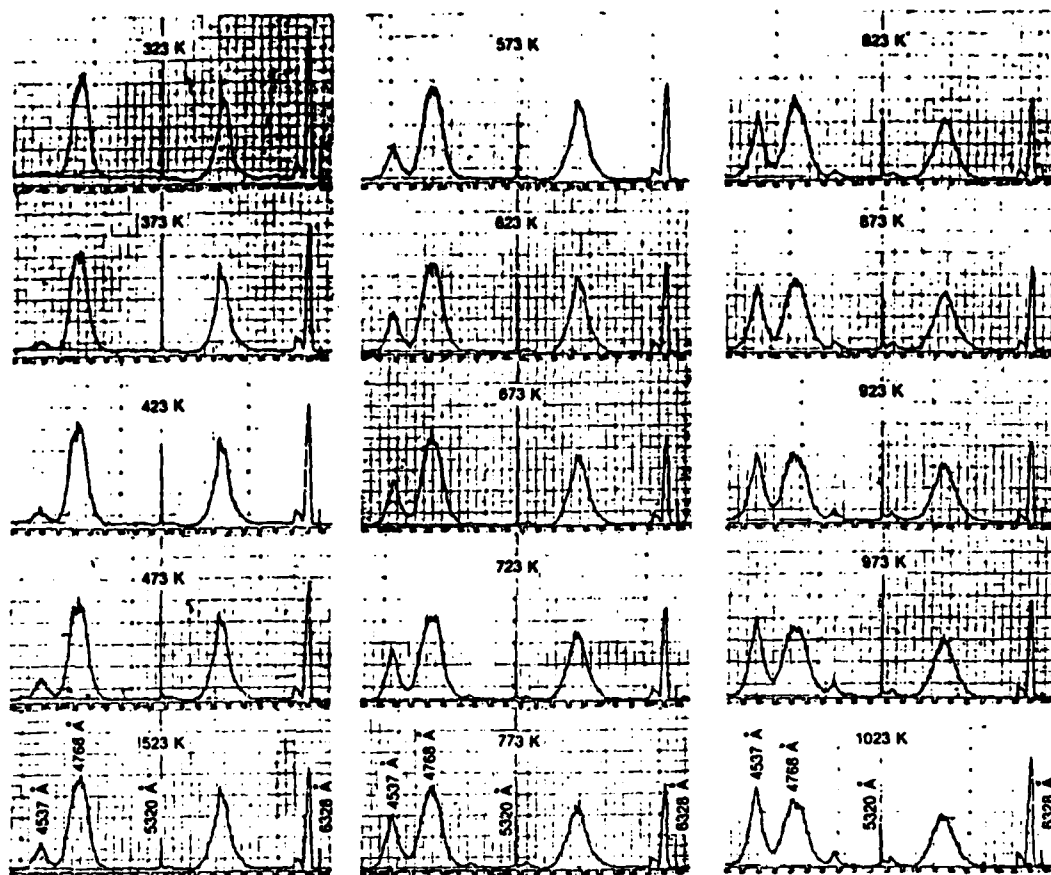 323 K
573 K
823 K
373 K
623 K
873 K
423 K
673 K
923 K
473 K
723 K
973 K
523 K
773 K
1023 K
4537 Å
4768 Å
5320 Å
6328 Å
4537 Å
4768 Å
5320 Å
6328 Å
4537 Å
4768 Å
5320 Å
6328 Å